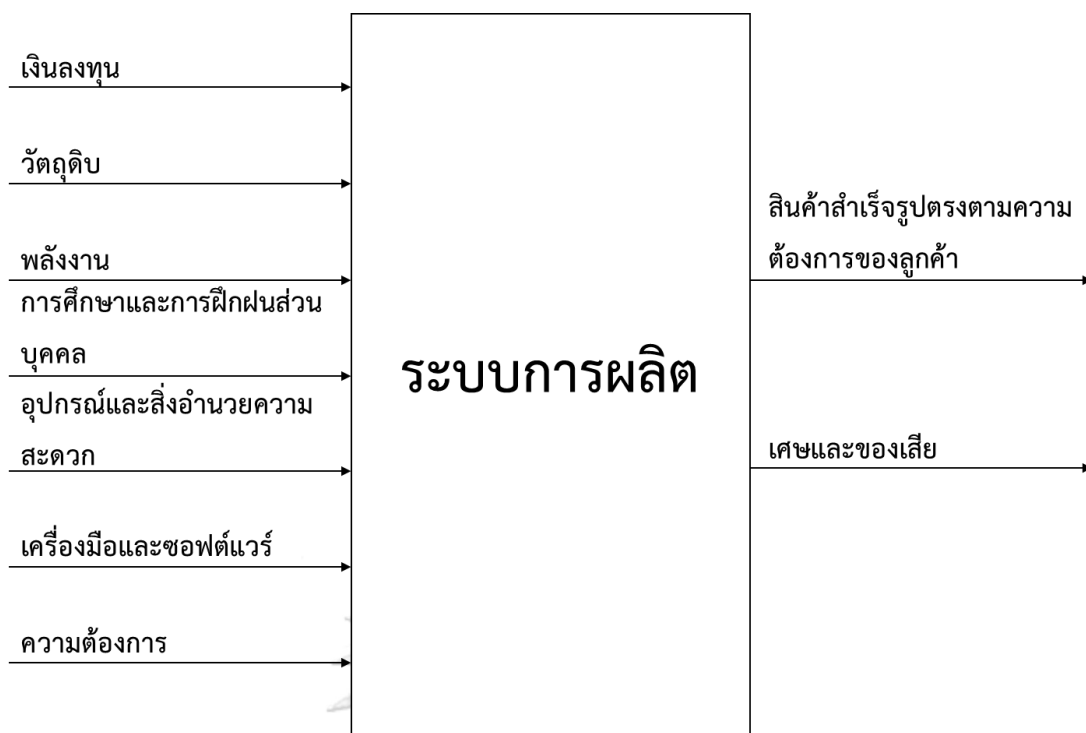 เงินลงทุน
วัตถุดิบ
พลังงาน
การศึกษาและการฝึกฝนส่วน
บุคคล
อุปกรณ์และสิ่งอำนวยความ
สะดวก
เครื่องมือและซอฟต์แวร์
ความต้องการ
ระบบการผลิต
สินค้าสำเร็จรูปตรงตามความ
ต้องการของลูกค้า
เศษและของเสีย